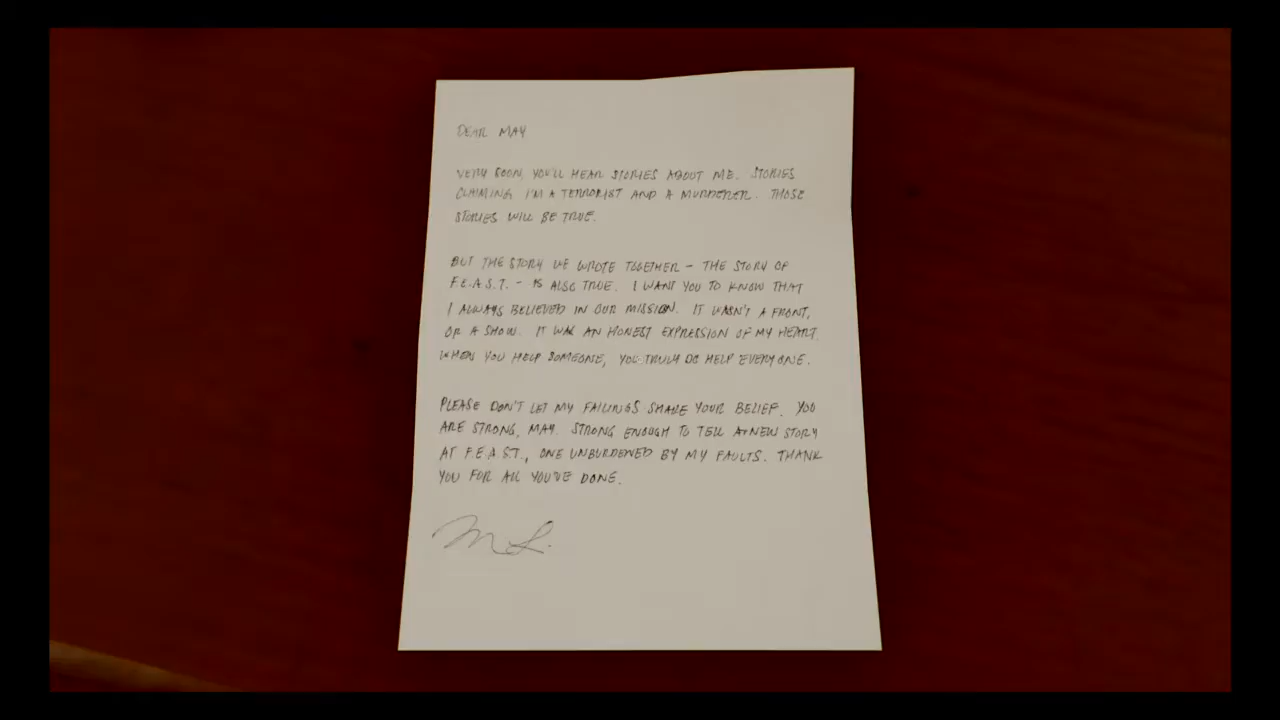 DEAR MAY
VERY SOON, YOU'LL HEAR STORIES ABOUT ME. STORIES
CLAIMING I'M A TERRORIST AND A MURDERER. THOSE
STORIES WILL BE TRUE.
BUT THE STORY WE WROTE TOGETHER - THE STORY OF
F.E.A.S.T. - IS ALSO TRUE. I WANT YOU TO KNOW THAT
I ALWAYS BELIEVED IN OUR MISSION. IT WASN'T A FRONT,
OR A SHOW. IT WAS AN HONEST EXPRESSION OF MY HEART.
WHEN YOU HELP SOMEONE, YOU TRULY DO HELP EVERYONE.
PLEASE DON'T LET MY FAILINGS SHAKE YOUR BELIEF. YOU
ARE STRONG, MAY. STRONG ENOUGH TO TELL A NEW STORY
AT F.E.A.S.T., ONE UNBURDENED BY MY FAULTS. THANK
YOU FOR ALL YOU'VE DONE.
M L.